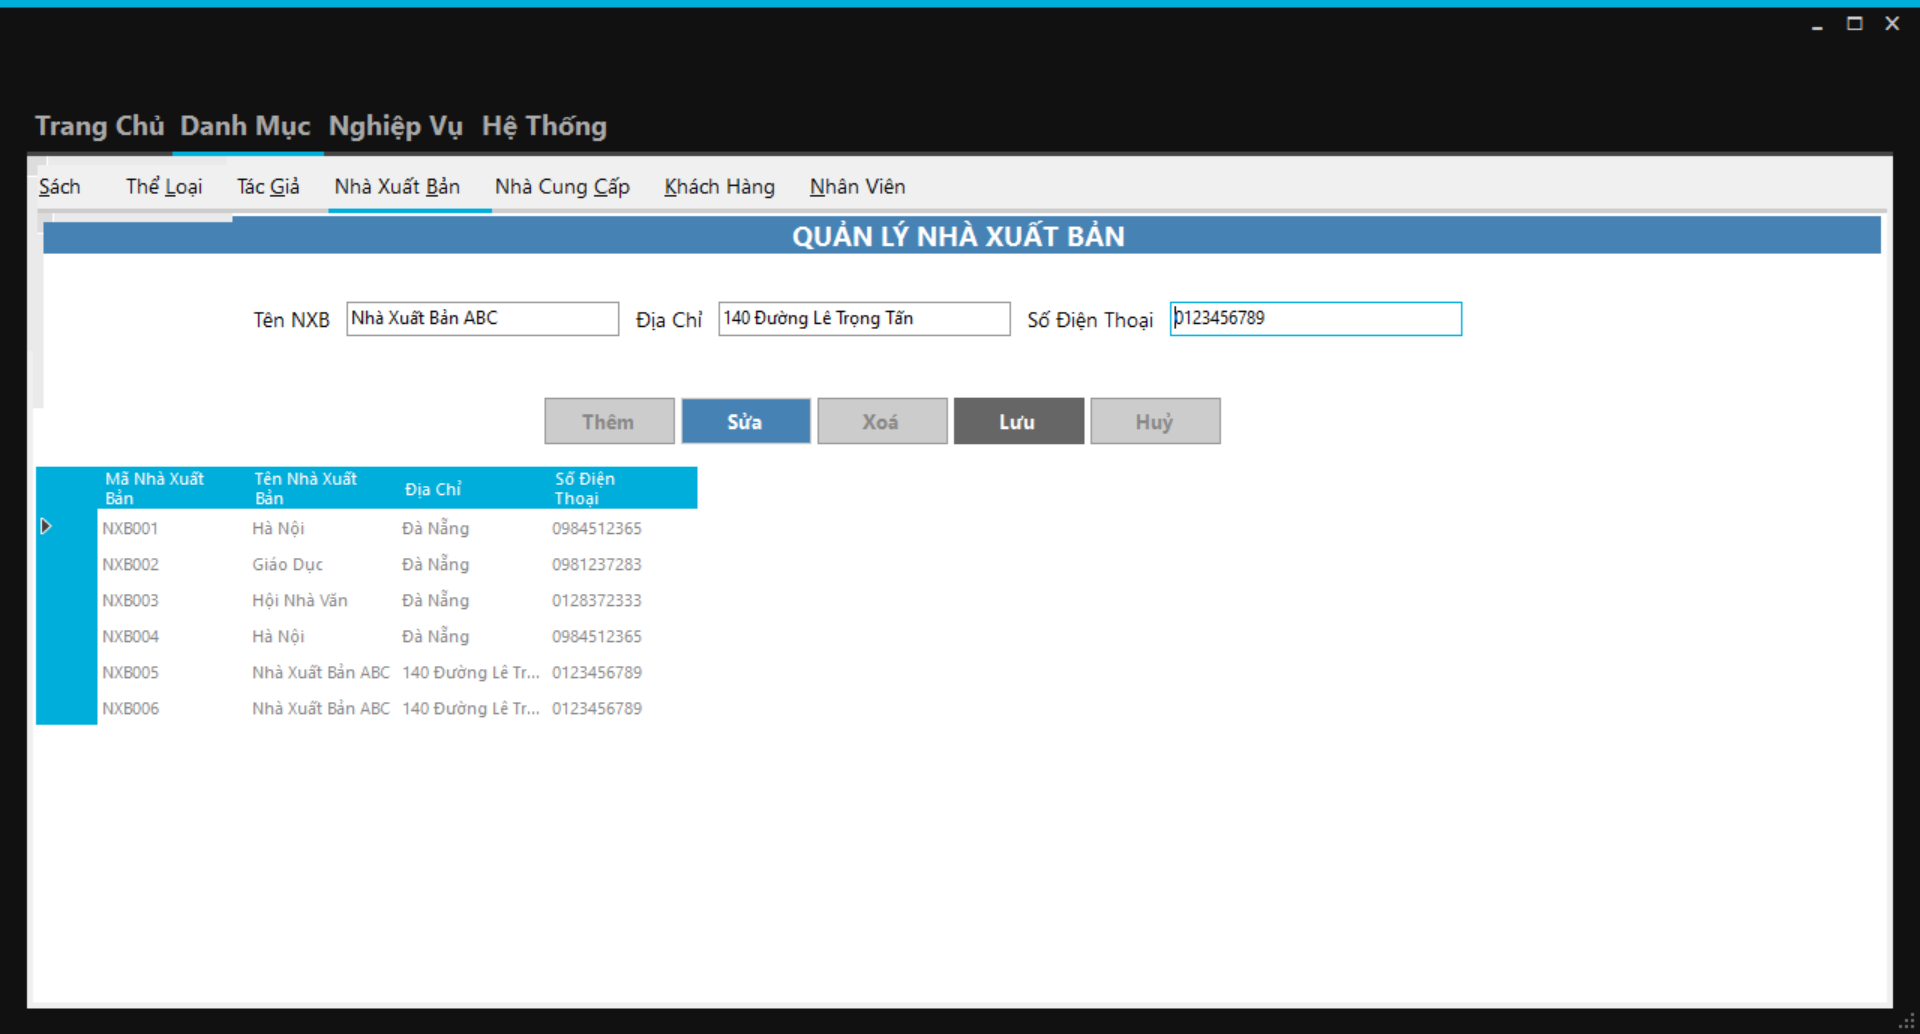 Trang Chủ Danh Mục Nghiệp Vụ Hệ Thống
Sách Thể Loại Tác Giả Nhà Xuất Bản Nhà Cung Cấp Khách Hàng Nhân Viên
QUẢN LÝ NHÀ XUẤT BẢN
Tên NXB Nhà Xuất Bản ABC Địa Chỉ 140 Đường Lê Trọng Tấn Số Điện Thoại 0123456789
Thêm Sửa Xoá Lưu Huỷ
Mã Nhà Xuất Bản Tên Nhà Xuất Bản Địa Chỉ Số Điện Thoại
NXB001 Hà Nội Đà Nẵng 0984512365
NXB002 Giáo Dục Đà Nẵng 0981237283
NXB003 Hội Nhà Văn Đà Nẵng 0128372333
NXB004 Hà Nội Đà Nẵng 0984512365
NXB005 Nhà Xuất Bản ABC 140 Đường Lê Tr... 0123456789
NXB006 Nhà Xuất Bản ABC 140 Đường Lê Tr... 0123456789